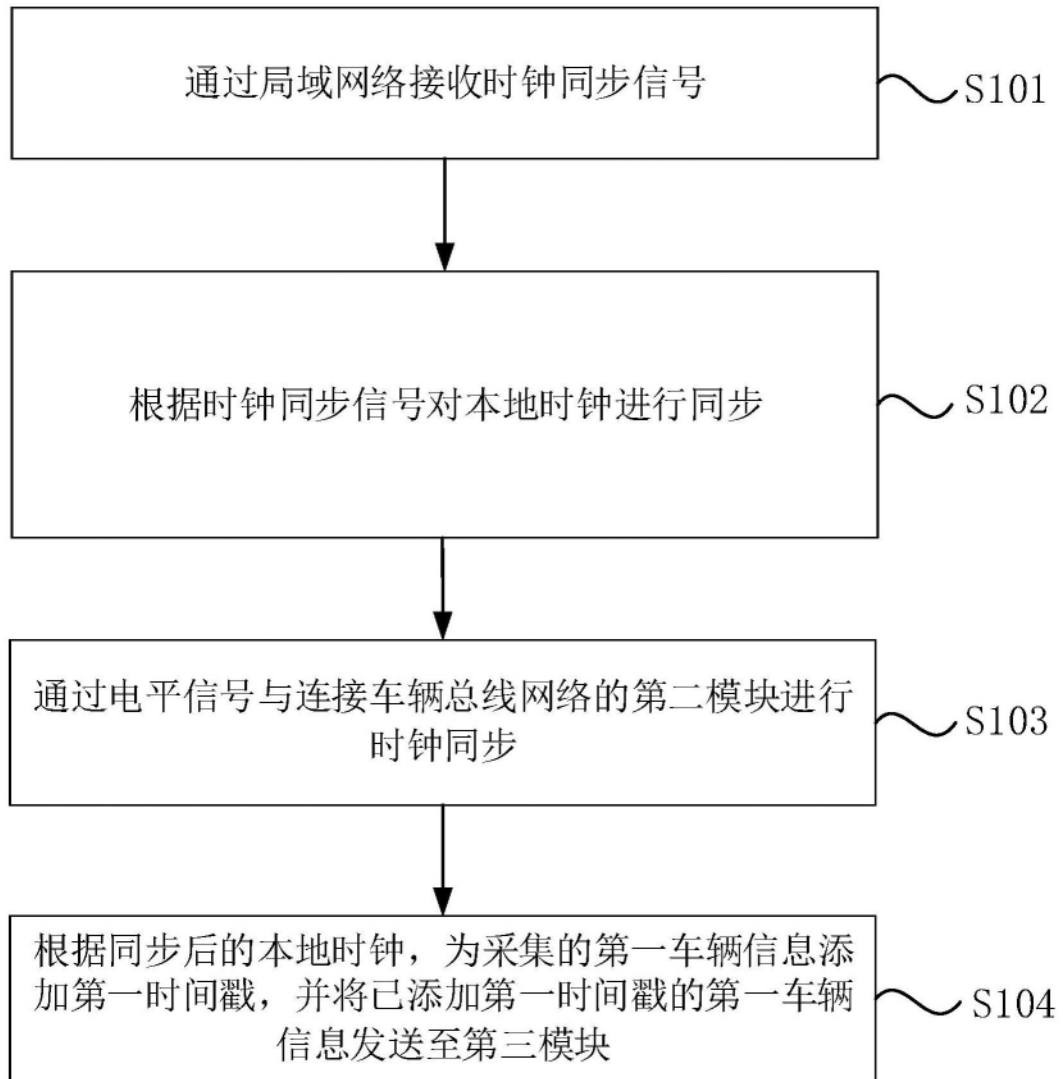 通过局域网络接收时钟同步信号
S101
根据时钟同步信号对本地时钟进行同步
S102
通过电平信号与连接车辆总线网络的第二模块进行
时钟同步
S103
根据同步后的本地时钟，为采集的第一车辆信息添
加第一时间戳，并将已添加第一时间戳的第一车辆
信息发送至第三模块
S104